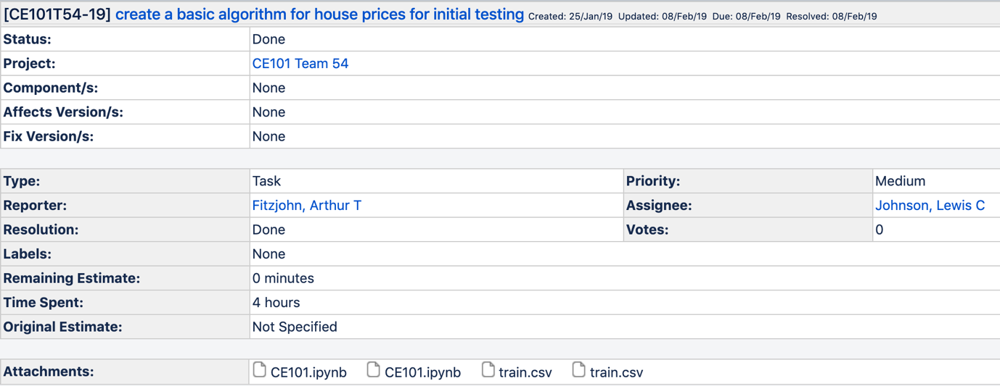 [CE101T54-19] create a basic algorithm for house prices for initial testing Created: 25/Jan/19 Updated: 08/Feb/19 Due: 08/Feb/19 Resolved: 08/Feb/19
Status: Done
Project: CE101 Team 54
Component/s: None
Affects Version/s: None
Fix Version/s: None
Type: Task Priority: Medium
Reporter: Fitzjohn, Arthur T Assignee: Johnson, Lewis C
Resolution: Done Votes: 0
Labels: None
Remaining Estimate: 0 minutes
Time Spent: 4 hours
Original Estimate: Not Specified
Attachments: CE101.ipynb CE101.ipynb train.csv train.csv